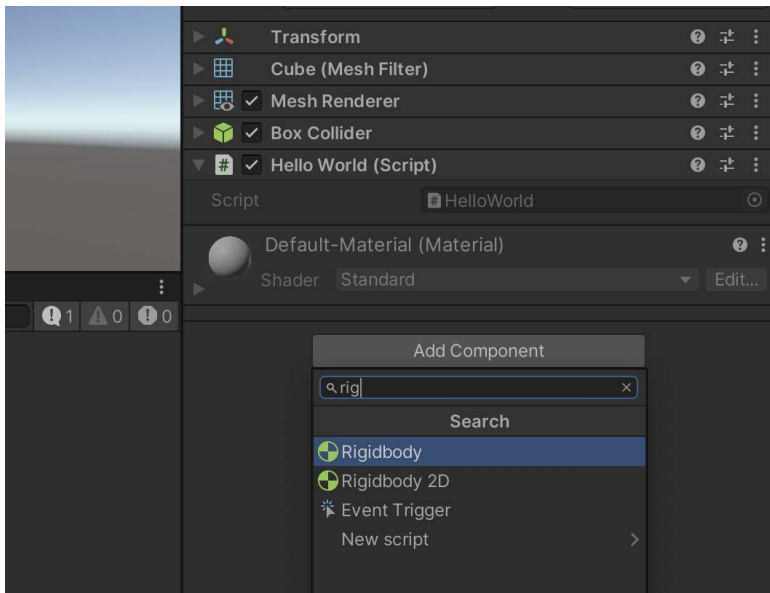 Transform
Cube (Mesh Filter)
Mesh Renderer
Box Collider
# Hello World (Script)
Script # HelloWorld
Default-Material (Material)
Shader Standard Edit...
1 0 0
Add Component
rig
Search
Rigidbody
Rigidbody 2D
Event Trigger
New script